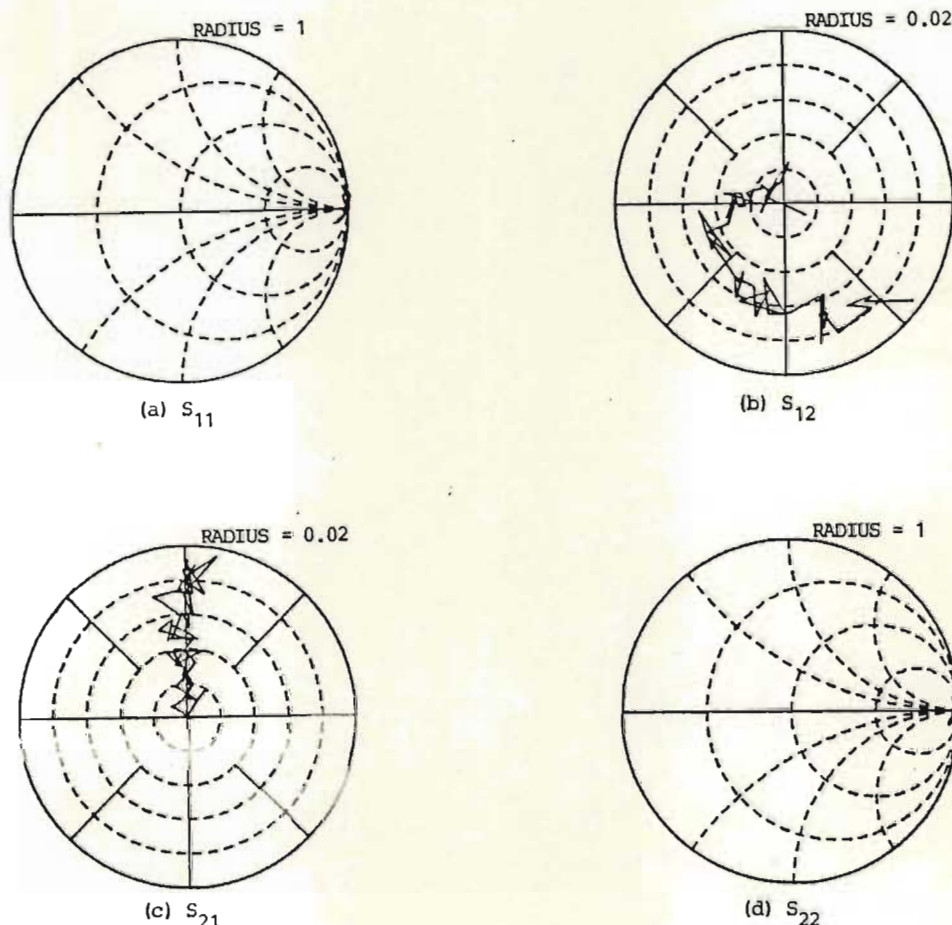 RADIUS = 1
RADIUS = 0.02
(a) S11
(b) S12
RADIUS = 0.02
RADIUS = 1
(c) S21
(d) S22